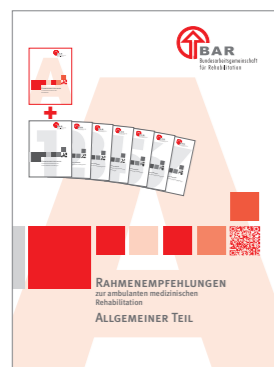 BAR
Bundesarbeitsgemeinschaft
für Rehabilitation
RAHMENEMPFEHLUNGEN
zur ambulanten medizinischen
Rehabilitation
ALLGEMEINER TEIL